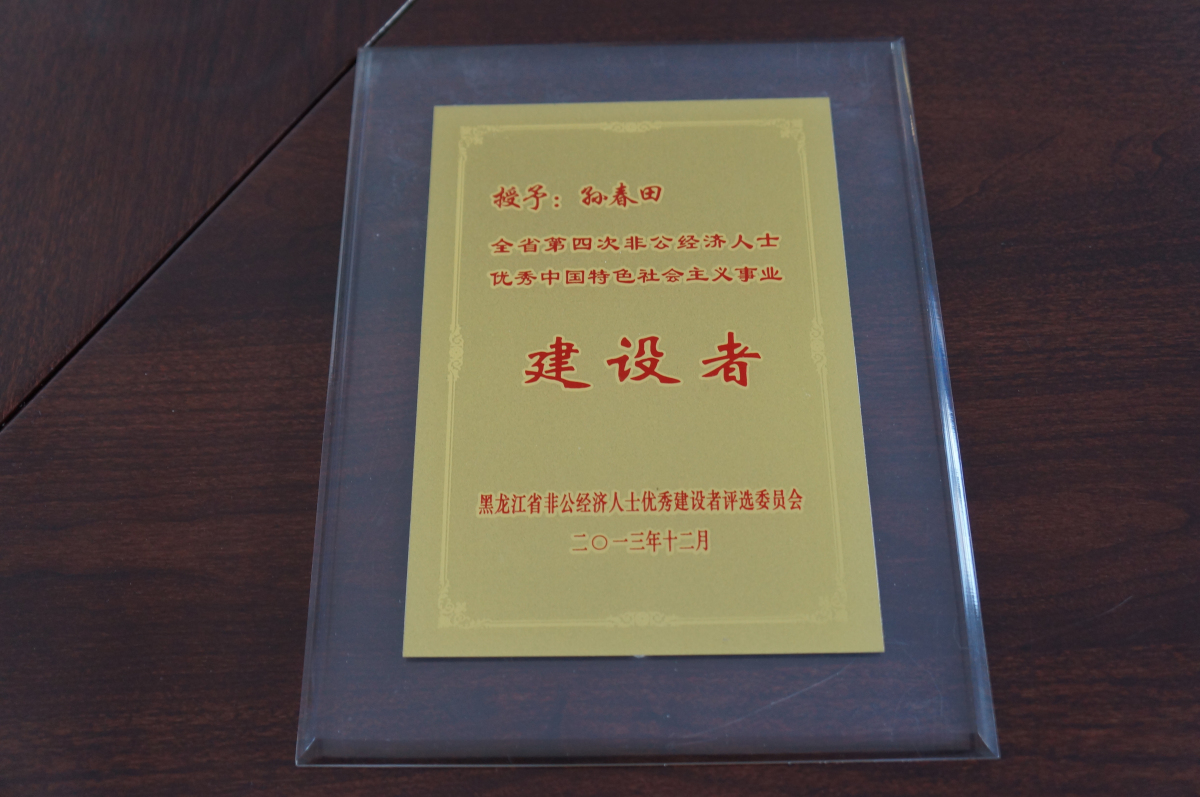 授予：孙春田
全省第四次非公经济人士
优秀中国特色社会主义事业
建设者
黑龙江省非公经济人士优秀建设者评选委员会
二〇一三年十二月